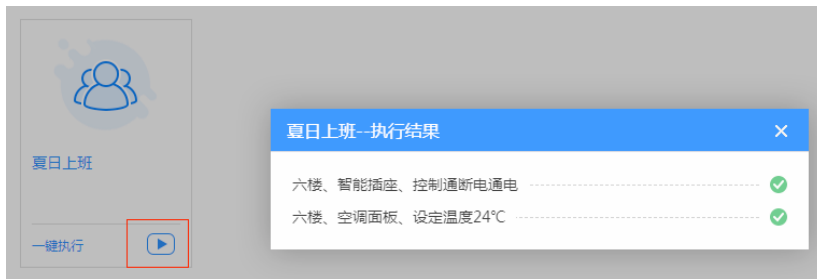 夏日上班
一键执行
夏日上班--执行结果
六楼、智能插座、控制通断电通电
六楼、空调面板、设定温度24℃